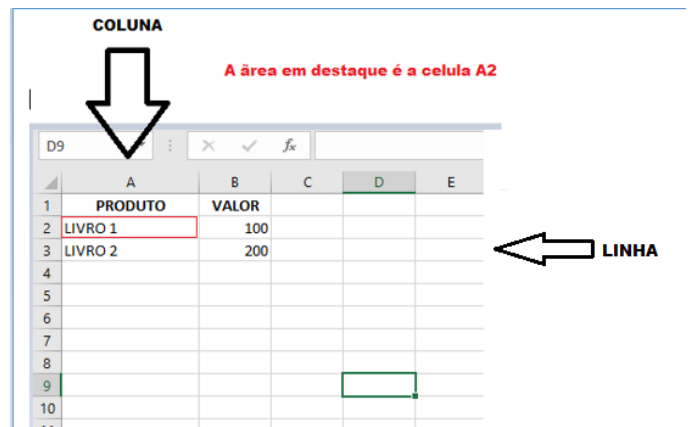 COLUNA
A ãrea em destaque é a celula A2
D9 fx
A B C D E
1 PRODUTO VALOR
2 LIVRO 1 100
3 LIVRO 2 200
LINHA
4
5
6
7
8
9
10